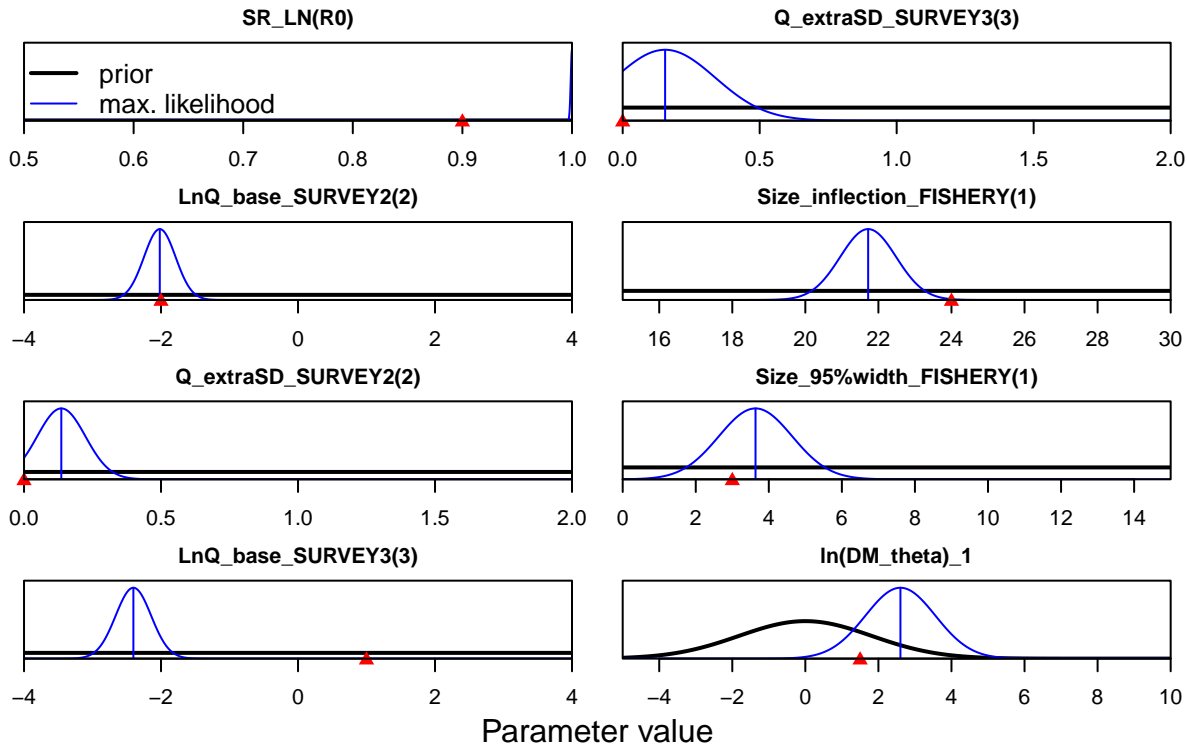 SR_LN(R0)
prior
max. likelihood
0.5 0.6 0.7 0.8 0.9 1.0
LnQ_base_SURVEY2(2)
−4 −2 0 2 4
Q_extraSD_SURVEY2(2)
0.0 0.5 1.0 1.5 2.0
LnQ_base_SURVEY3(3)
−4 −2 0 2 4
Q_extraSD_SURVEY3(3)
0.0 0.5 1.0 1.5 2.0
Size_inflection_FISHERY(1)
16 18 20 22 24 26 28 30
Size_95%width_FISHERY(1)
0 2 4 6 8 10 12 14
ln(DM_theta)_1
−4 −2 0 2 4 6 8 10
Parameter value